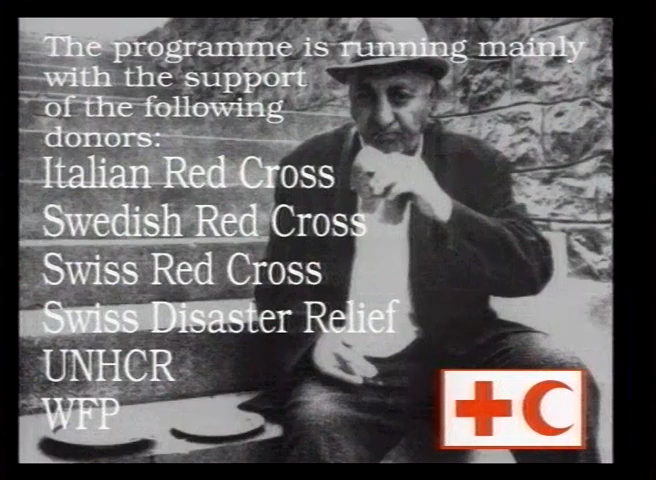 The programme is running mainly
with the support
of the following
donors:
Italian Red Cross
Swedish Red Cross
Swiss Red Cross
Swiss Disaster Relief
UNHCR
WFP